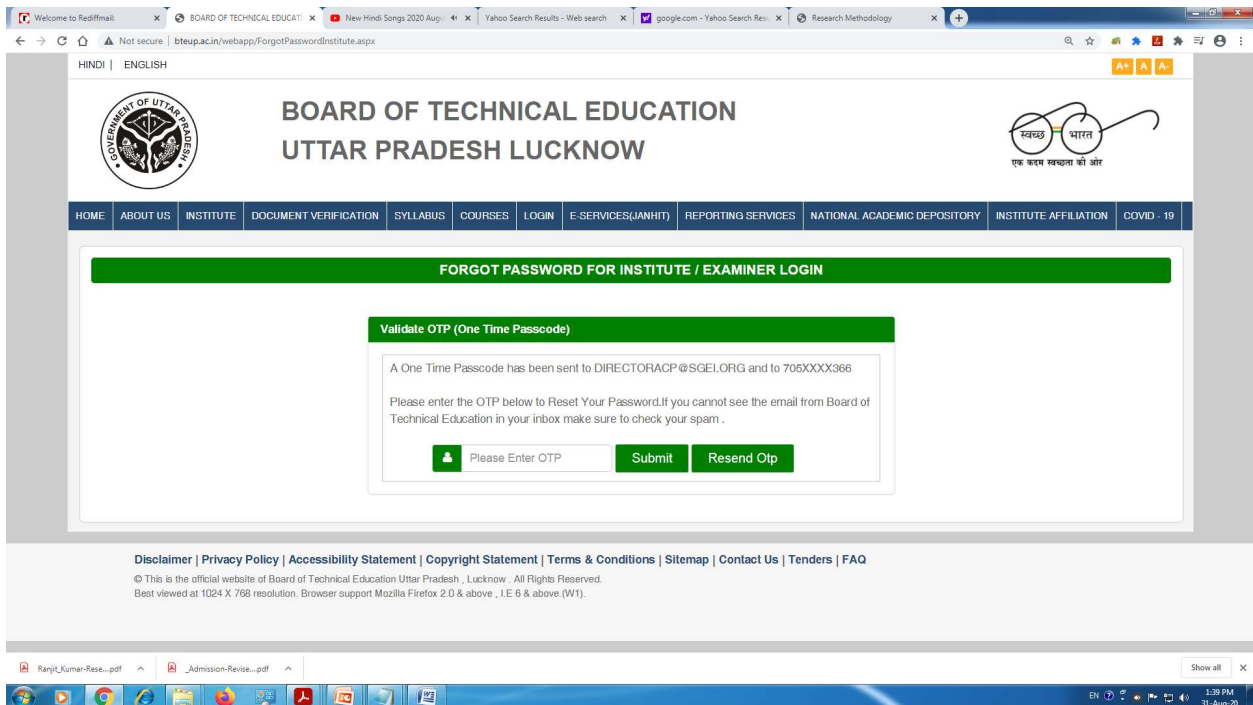 Welcome to Rediffmail:
BOARD OF TECHNICAL EDUCATI
New Hindi Songs 2020 Augu
Yahoo Search Results - Web search
google.com - Yahoo Search Resu
Research Methodology
Not secure | bteup.ac.in/webapp/ForgotPasswordInstitute.aspx
HINDI | ENGLISH
A+ A A-
GOVERNMENT OF UTTAR PRADESH
BOARD OF TECHNICAL EDUCATION
UTTAR PRADESH LUCKNOW
स्वच्छ भारत
एक कदम स्वच्छता की ओर
HOME ABOUT US INSTITUTE DOCUMENT VERIFICATION SYLLABUS COURSES LOGIN E-SERVICES(JANHIT) REPORTING SERVICES NATIONAL ACADEMIC DEPOSITORY INSTITUTE AFFILIATION COVID - 19
FORGOT PASSWORD FOR INSTITUTE / EXAMINER LOGIN
Validate OTP (One Time Passcode)
A One Time Passcode has been sent to DIRECTORACP@SGEI.ORG and to 705XXXX366
Please enter the OTP below to Reset Your Password.If you cannot see the email from Board of
Technical Education in your inbox make sure to check your spam .
Please Enter OTP Submit Resend Otp
Disclaimer | Privacy Policy | Accessibility Statement | Copyright Statement | Terms & Conditions | Sitemap | Contact Us | Tenders | FAQ
© This is the official website of Board of Technical Education Uttar Pradesh , Lucknow . All Rights Reserved.
Best viewed at 1024 X 768 resolution. Browser support Mozilla Firefox 2.0 & above , I.E 6 & above.(W1).
Ranjit_Kumar-Rese....pdf
_Admission-Revise....pdf
Show all
EN
1:39 PM
31-Aug-20